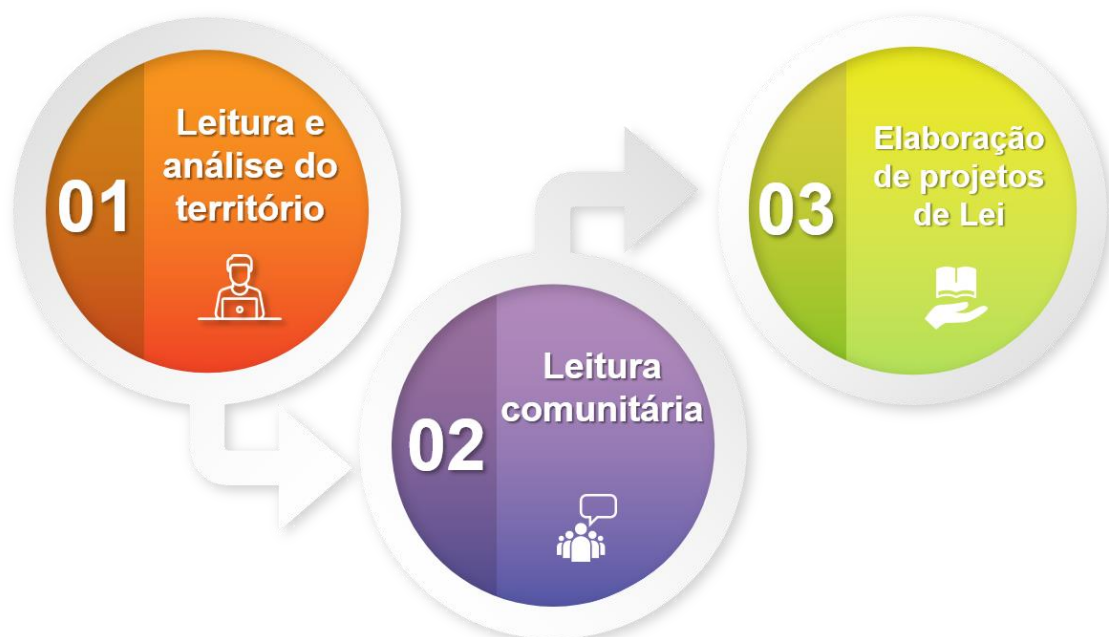 01
Leitura e
análise do
território
02
Leitura
comunitária
03
Elaboração
de projetos
de Lei